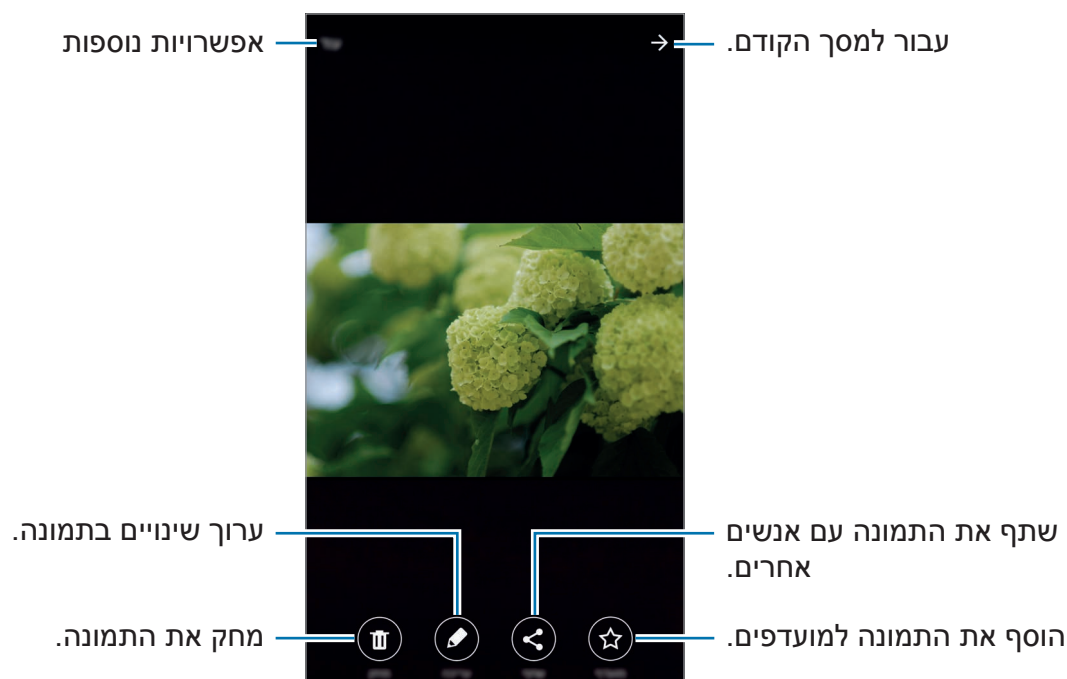 עבור למסך הקודם.
אפשרויות נוספות
שתף את התמונה עם אנשים
אחרים.
ערוך שינויים בתמונה.
הוסף את התמונה למועדפים.
מחק את התמונה.